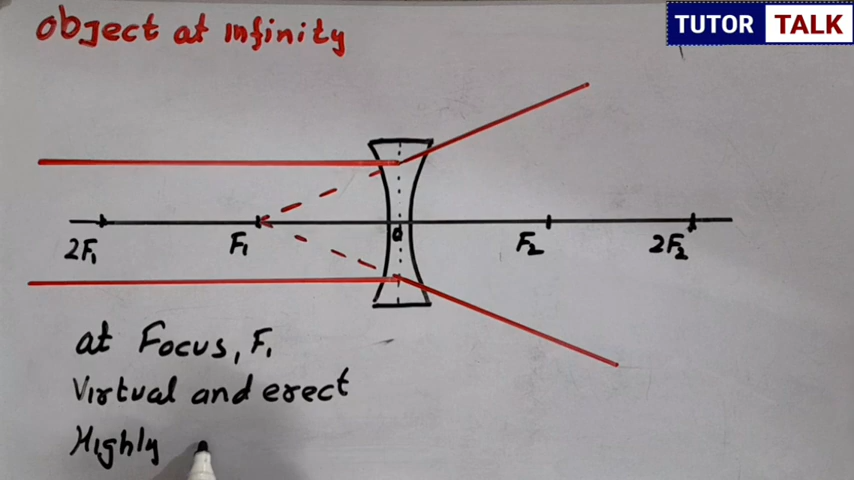 Object at infinity
TUTOR TALK
2F₁
F₁
O
F₂
2F₂
at Focus, F₁
Virtual and erect
Highly